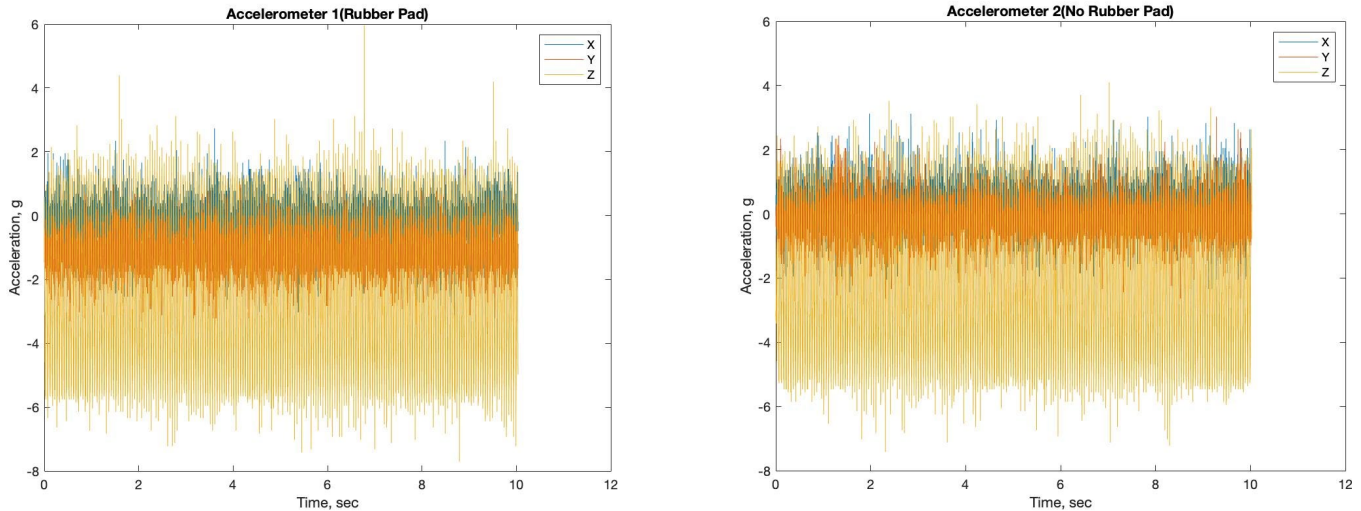 Accelerometer 1(Rubber Pad)
6
4
2
0
-2
-4
-6
-8
Acceleration, g
0
2
4
6
8
10
12
Time, sec
X
Y
Z
Accelerometer 2(No Rubber Pad)
6
4
2
0
-2
-4
-6
-8
Acceleration, g
0
2
4
6
8
10
12
Time, sec
X
Y
Z